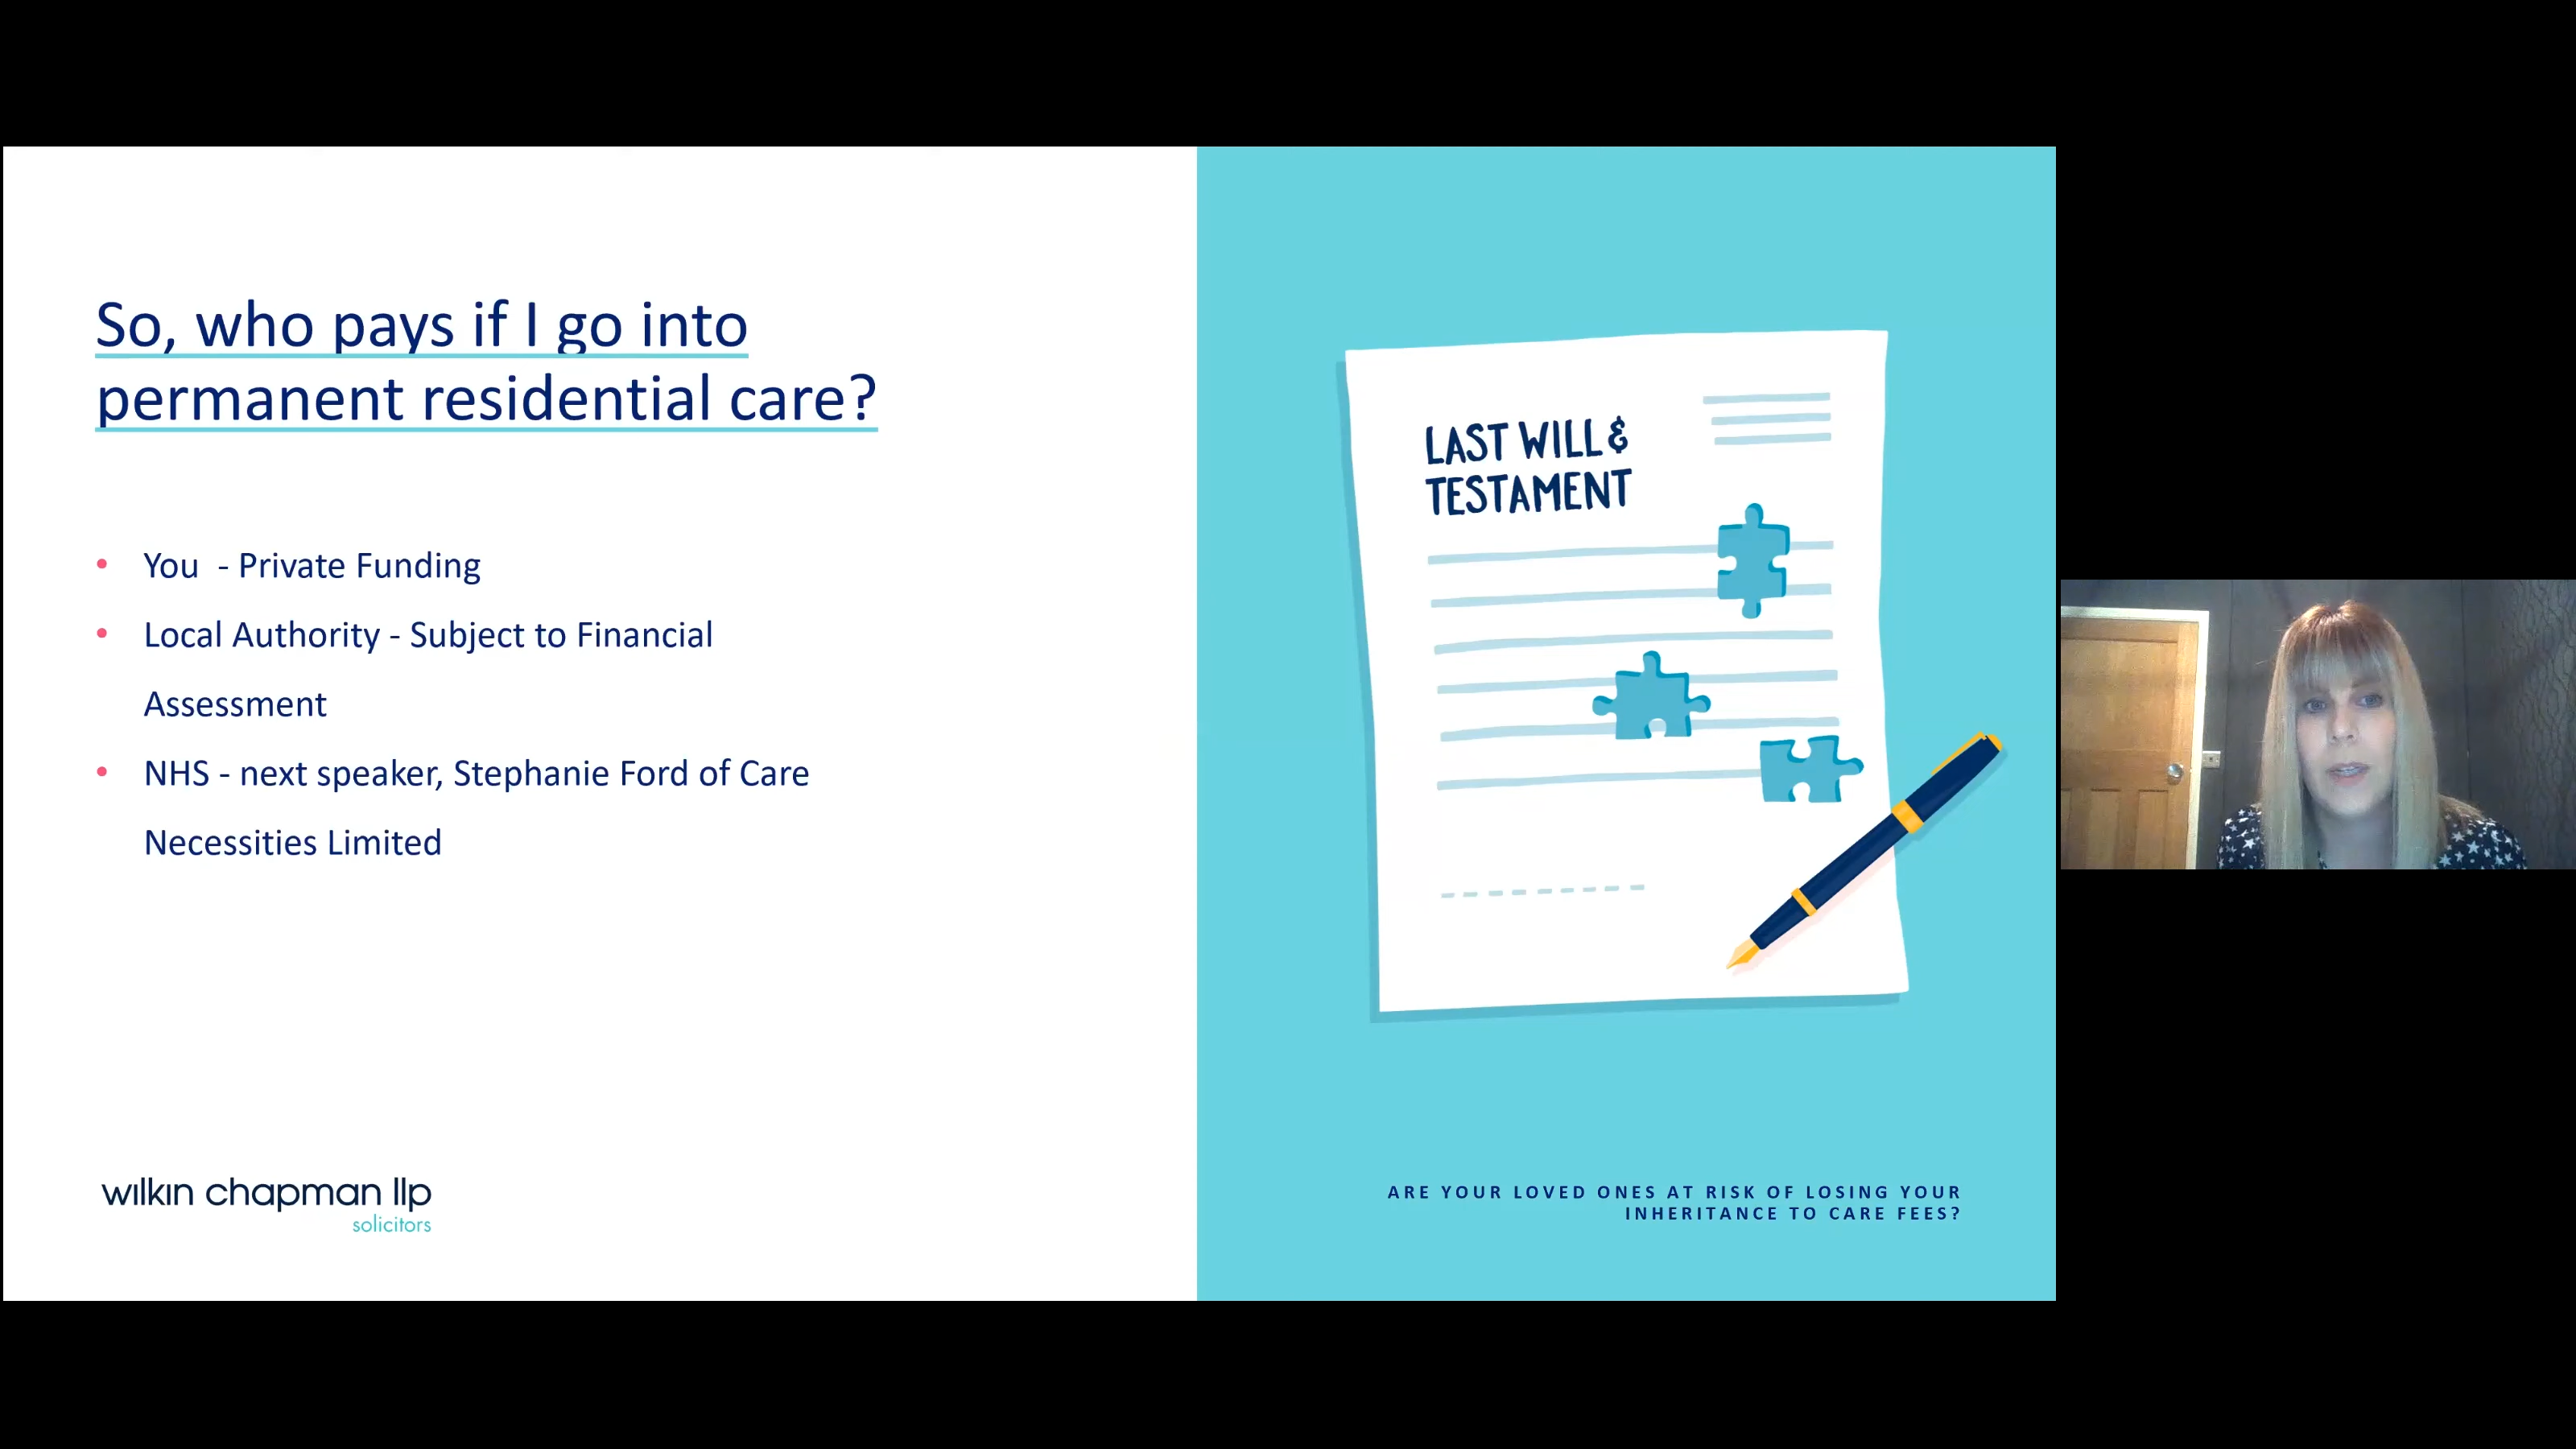 So, who pays if I go into
permanent residential care?
• You  - Private Funding
• Local Authority - Subject to Financial
Assessment
• NHS - next speaker, Stephanie Ford of Care
Necessities Limited
wilkin chapman llp
solicitors
LAST WILL &
TESTAMENT
ARE YOUR LOVED ONES AT RISK OF LOSING YOUR
INHERITANCE TO CARE FEES?